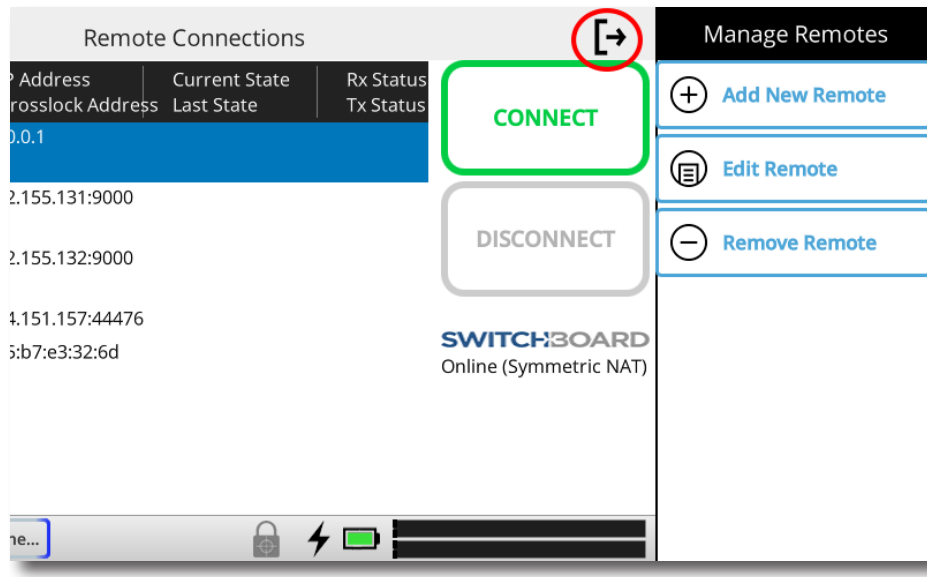 Remote Connections
Manage Remotes
P Address Current State Rx Status
rosslock Address Last State Tx Status
0.0.1
2.155.131:9000
2.155.132:9000
4.151.157:44476
6:b7:e3:32:6d
CONNECT
DISCONNECT
SWITCHBOARD
Online (Symmetric NAT)
Add New Remote
Edit Remote
Remove Remote
ne...